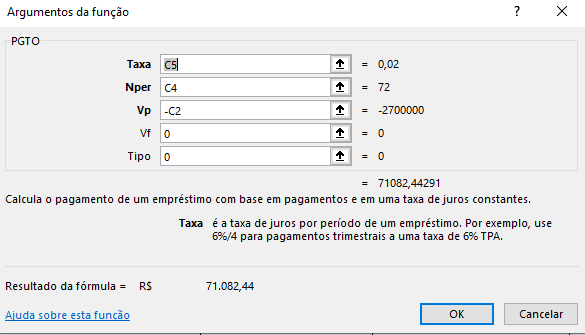 Argumentos da função ? ×
PGTO
Taxa C5 = 0,02
Nper C4 = 72
Vp -C2 = -2700000
Vf 0 = 0
Tipo 0 = 0
= 71082,44291
Calcula o pagamento de um empréstimo com base em pagamentos e em uma taxa de juros constantes.
Taxa é a taxa de juros por período de um empréstimo. Por exemplo, use
6%/4 para pagamentos trimestrais a uma taxa de 6% TPA.
Resultado da fórmula = R$ 71.082,44
Ajuda sobre esta função OK Cancelar